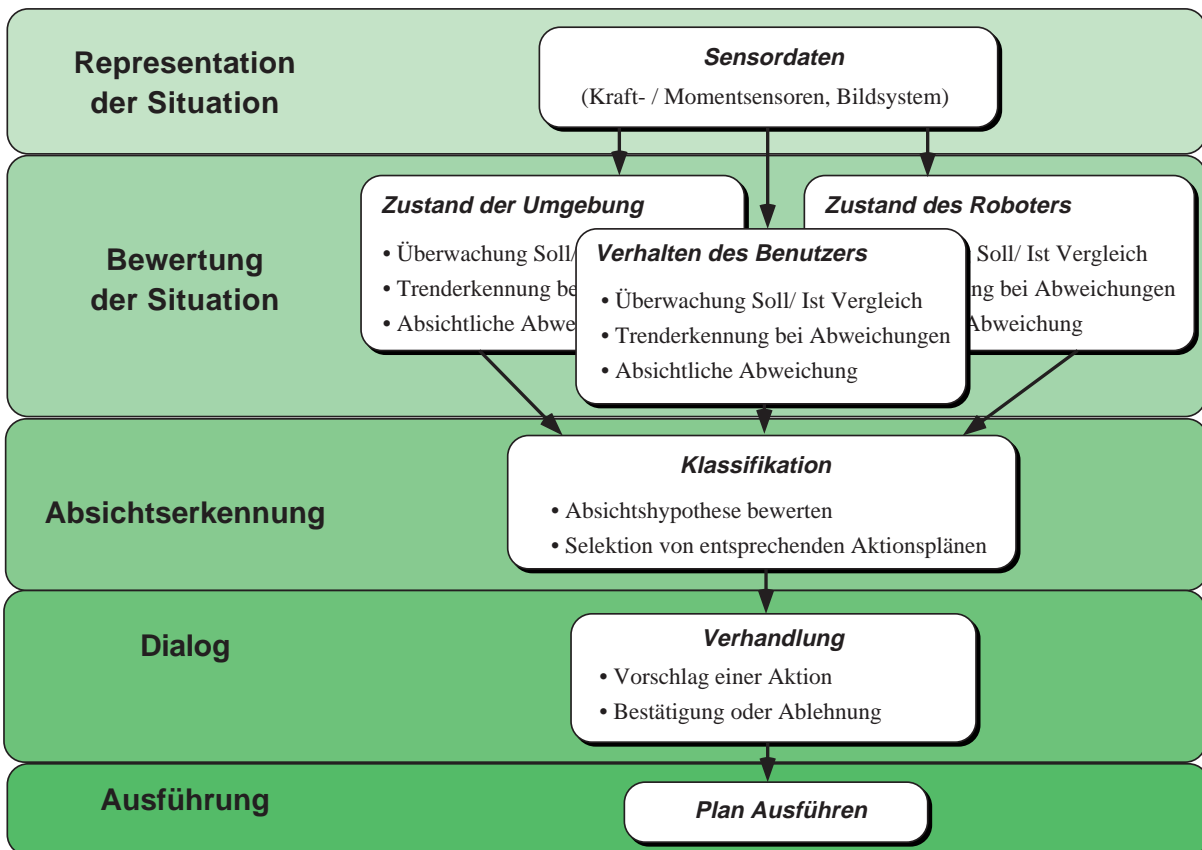 Representation
der Situation
Sensordaten
(Kraft- / Momentsensoren, Bildsystem)
Bewertung
der Situation
Zustand der Umgebung
• Überwachung Soll/
• Trenderkennung be
• Absichtliche Abwe
Verhalten des Benutzers
• Überwachung Soll/ Ist Vergleich
• Trenderkennung bei Abweichungen
• Absichtliche Abweichung
Zustand des Roboters
Soll/ Ist Vergleich
ng bei Abweichungen
Abweichung
Absichtserkennung
Klassifikation
• Absichtshypothese bewerten
• Selektion von entsprechenden Aktionsplänen
Dialog
Verhandlung
• Vorschlag einer Aktion
• Bestätigung oder Ablehnung
Ausführung
Plan Ausführen